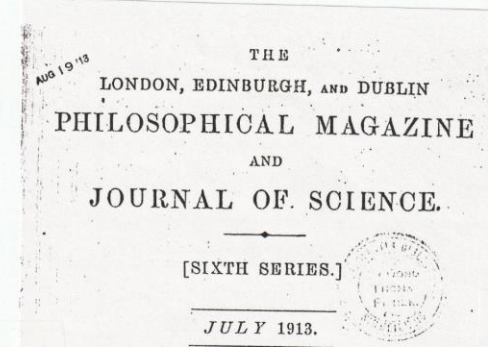 AUG 19 '13
THE
LONDON, EDINBURGH, AND DUBLIN
PHILOSOPHICAL MAGAZINE
AND
JOURNAL OF SCIENCE.
[SIXTH SERIES.]
JULY 1913.